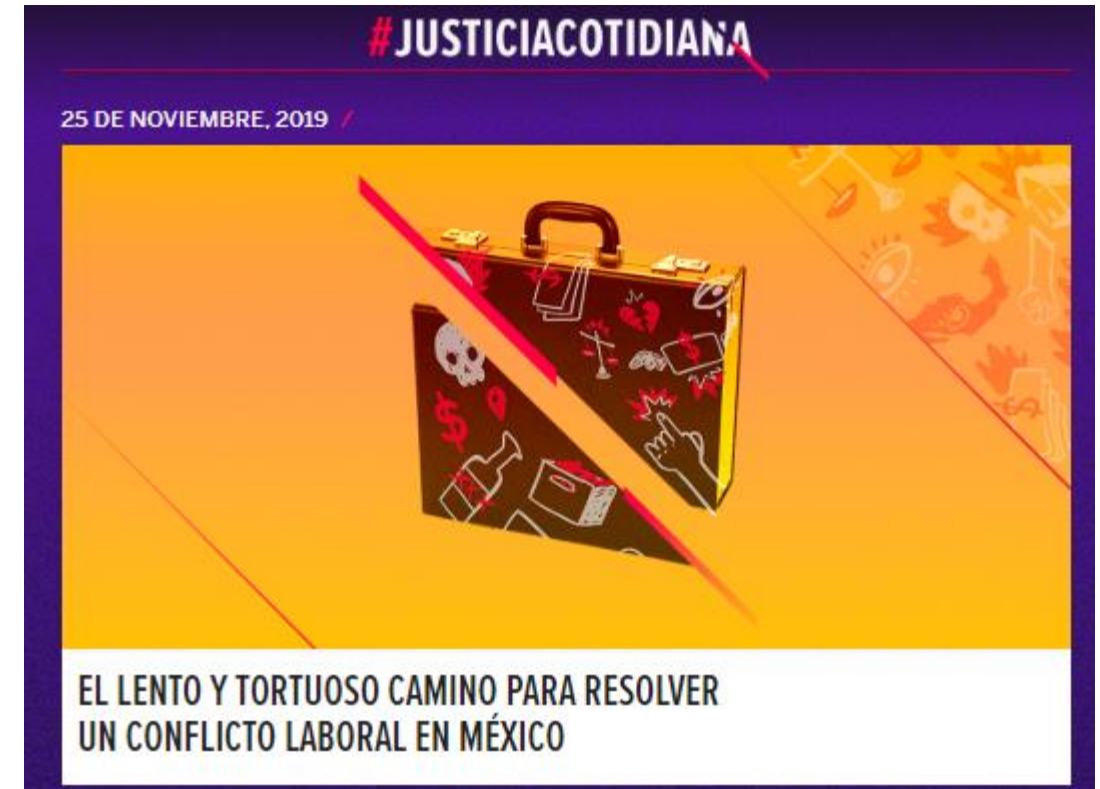 #JUSTICIACOTIDIANA
25 DE NOVIEMBRE, 2019 /
EL LENTO Y TORTUOSO CAMINO PARA RESOLVER
UN CONFLICTO LABORAL EN MÉXICO